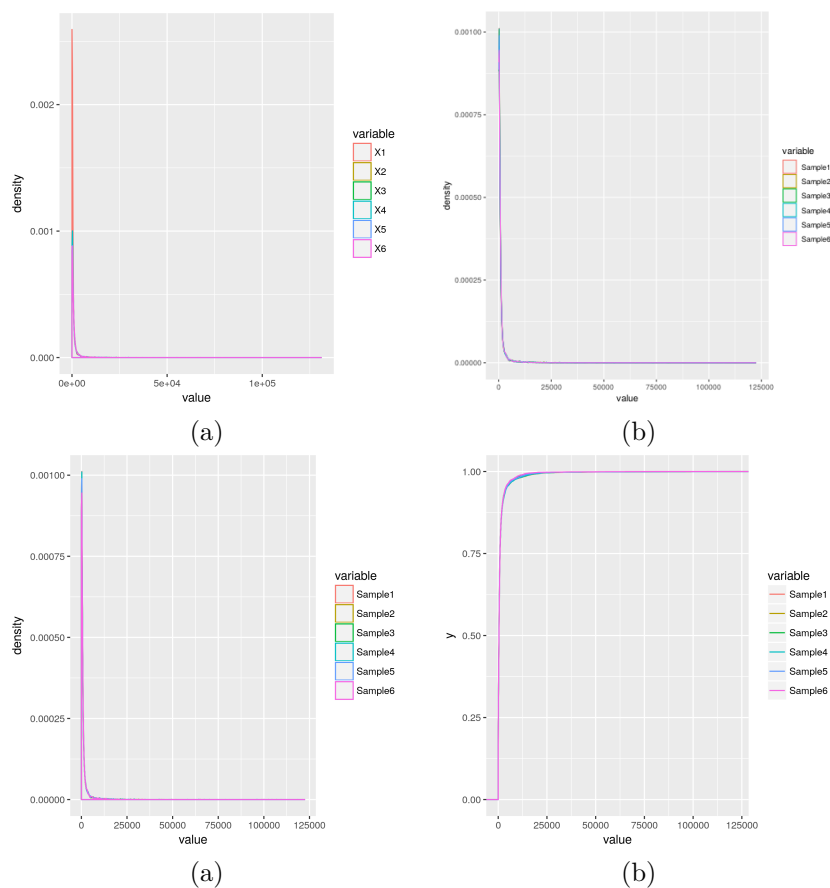 density
0.002
0.001
0.000
0e+00 5e+04 1e+05
value
variable
X1
X2
X3
X4
X5
X6
(a)
density
0.00100
0.00075
0.00050
0.00025
0.00000
0 25000 50000 75000 100000 125000
value
variable
Sample1
Sample2
Sample3
Sample4
Sample5
Sample6
(b)
density
0.00100
0.00075
0.00050
0.00025
0.00000
0 25000 50000 75000 100000 125000
value
variable
Sample1
Sample2
Sample3
Sample4
Sample5
Sample6
(a)
y
1.00
0.75
0.50
0.25
0.00
0 25000 50000 75000 100000 125000
value
variable
Sample1
Sample2
Sample3
Sample4
Sample5
Sample6
(b)